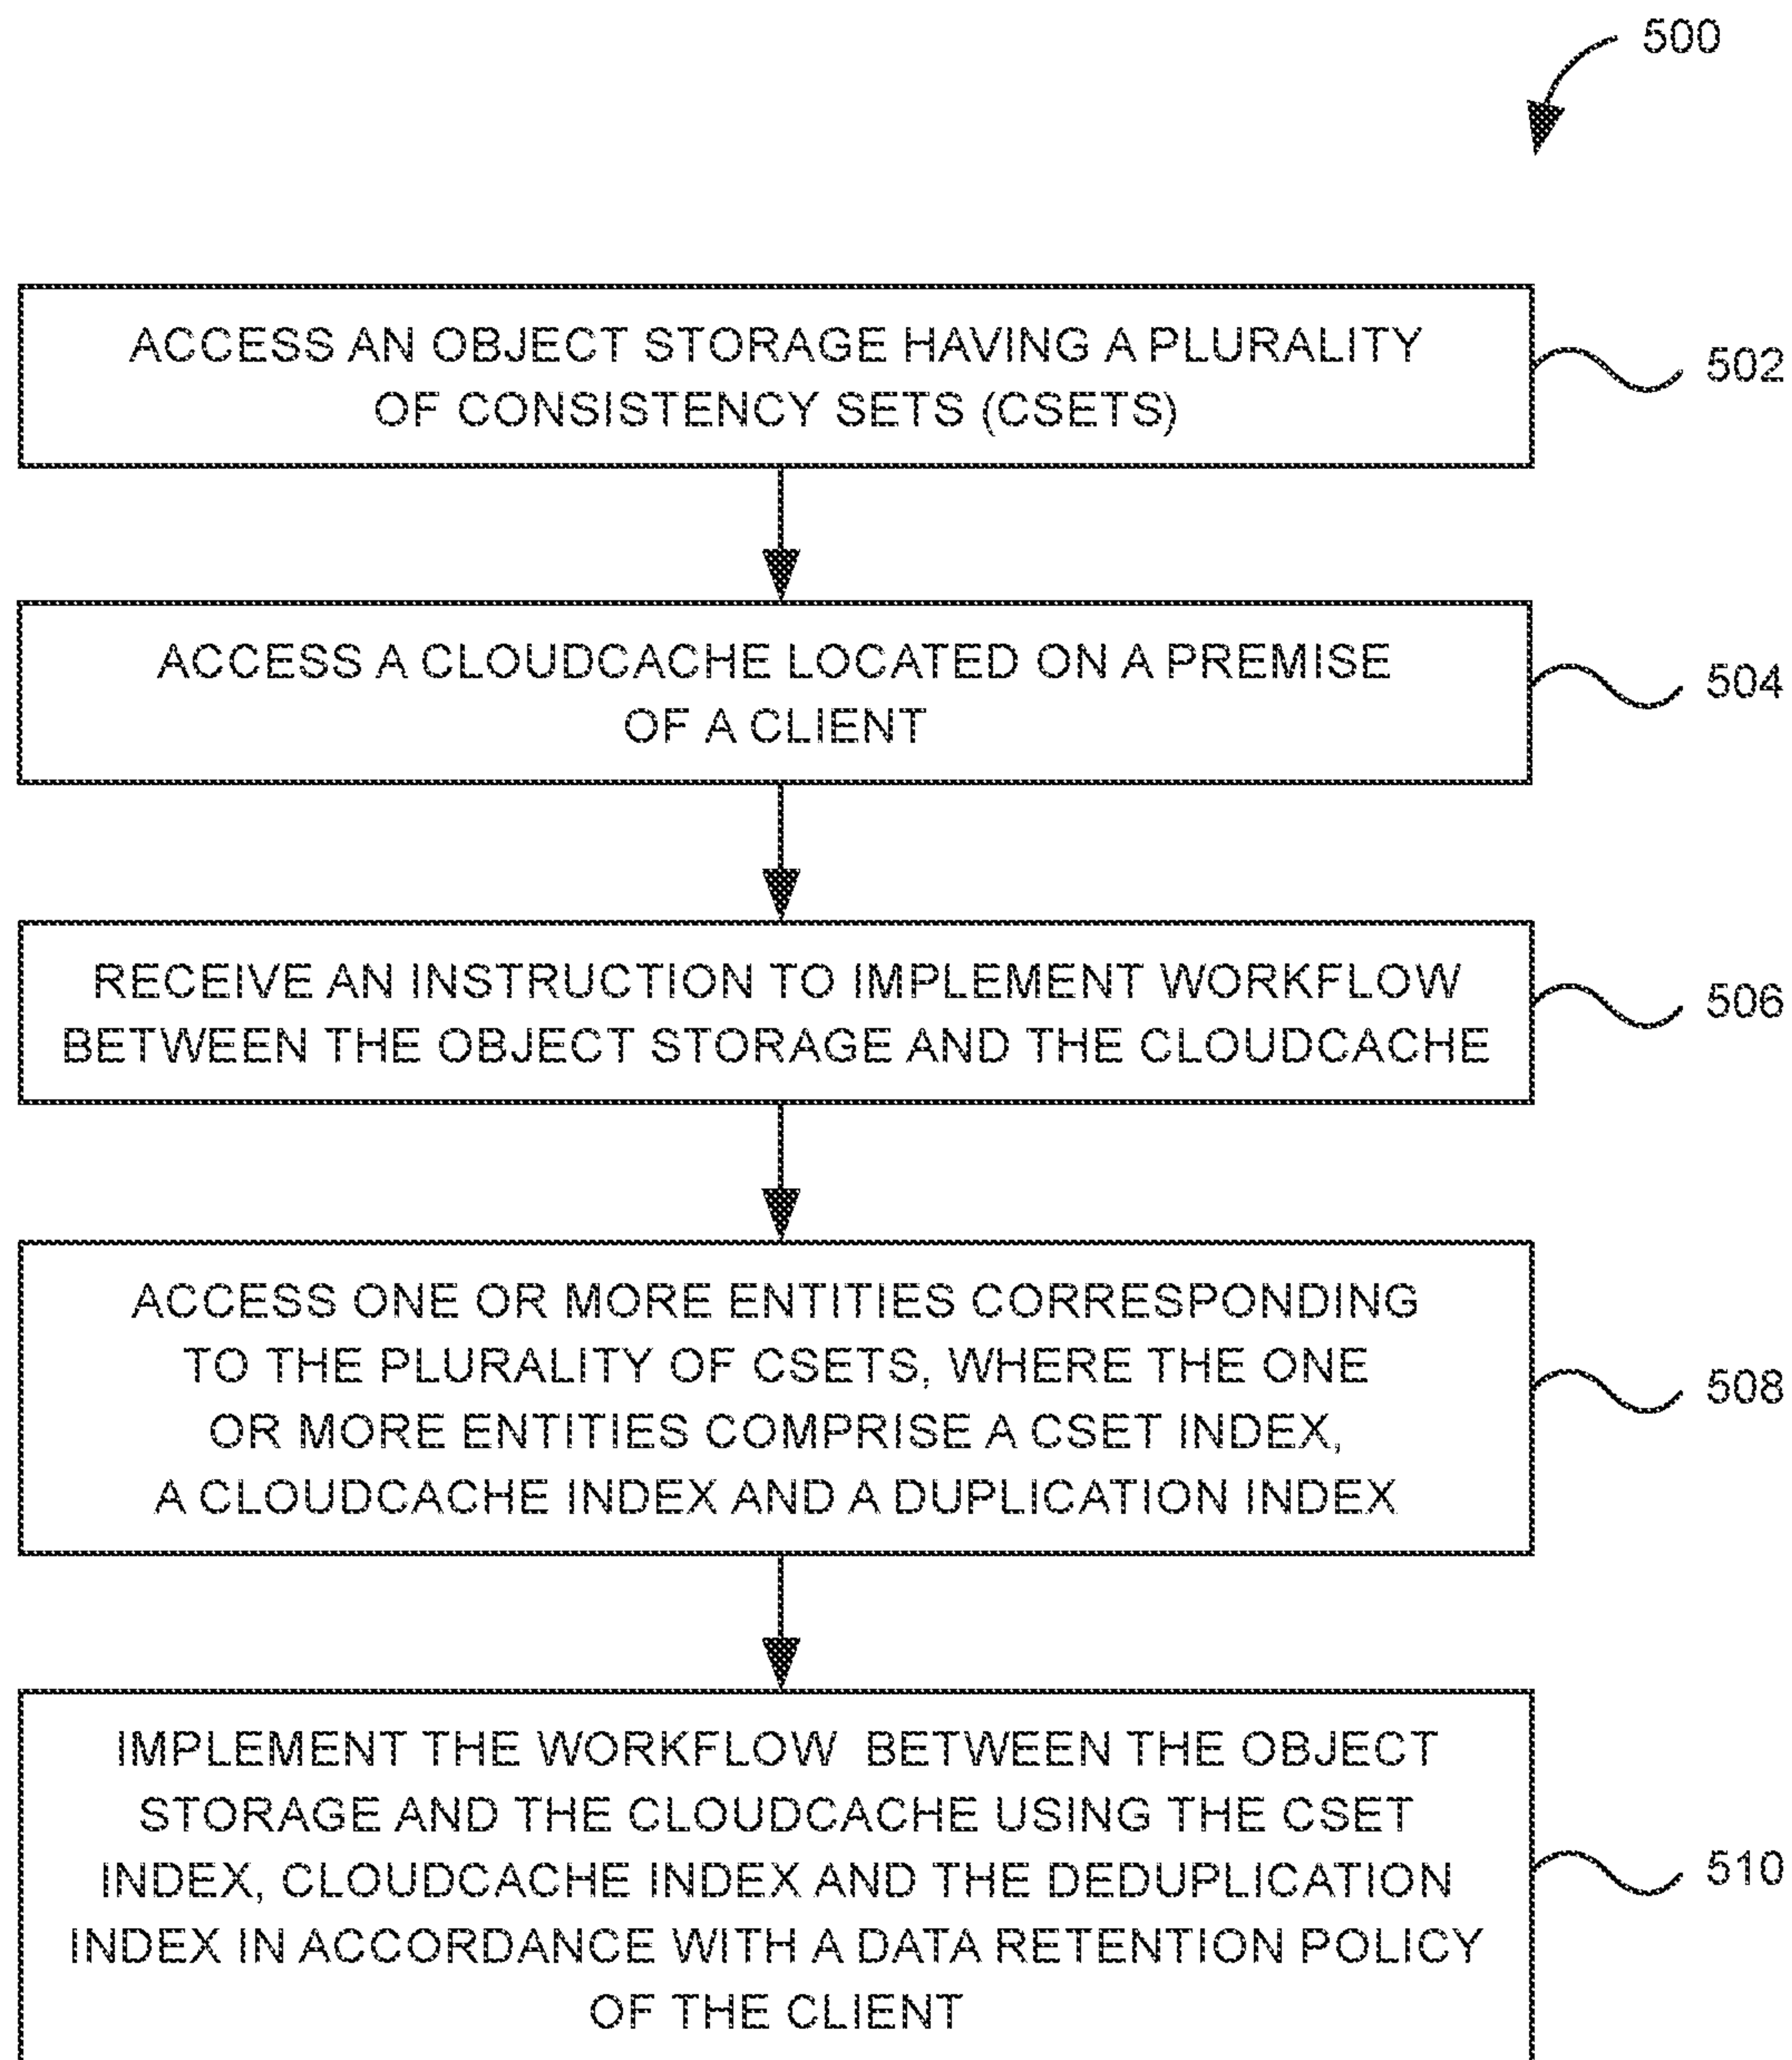 500
ACCESS AN OBJECT STORAGE HAVING A PLURALITY
OF CONSISTENCY SETS (CSETS)
502
ACCESS A CLOUDCACHE LOCATED ON A PREMISE
OF A CLIENT
504
RECEIVE AN INSTRUCTION TO IMPLEMENT WORKFLOW
BETWEEN THE OBJECT STORAGE AND THE CLOUDCACHE
506
ACCESS ONE OR MORE ENTITIES CORRESPONDING
TO THE PLURALITY OF CSETS, WHERE THE ONE
OR MORE ENTITIES COMPRISE A CSET INDEX,
A CLOUDCACHE INDEX AND A DUPLICATION INDEX
508
IMPLEMENT THE WORKFLOW BETWEEN THE OBJECT
STORAGE AND THE CLOUDCACHE USING THE CSET
INDEX, CLOUDCACHE INDEX AND THE DEDUPLICATION
INDEX IN ACCORDANCE WITH A DATA RETENTION POLICY
OF THE CLIENT
510